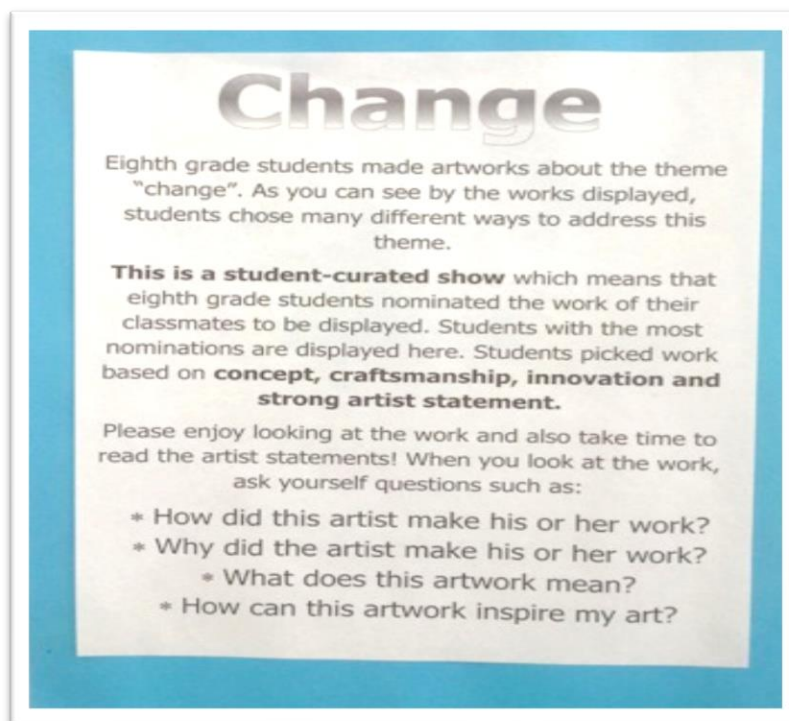 Change
Eighth grade students made artworks about the theme
"change". As you can see by the works displayed,
students chose many different ways to address this
theme.
This is a student-curated show which means that
eighth grade students nominated the work of their
classmates to be displayed. Students with the most
nominations are displayed here. Students picked work
based on concept, craftsmanship, innovation and
strong artist statement.
Please enjoy looking at the work and also take time to
read the artist statements! When you look at the work,
ask yourself questions such as:
* How did this artist make his or her work?
* Why did the artist make his or her work?
* What does this artwork mean?
* How can this artwork inspire my art?